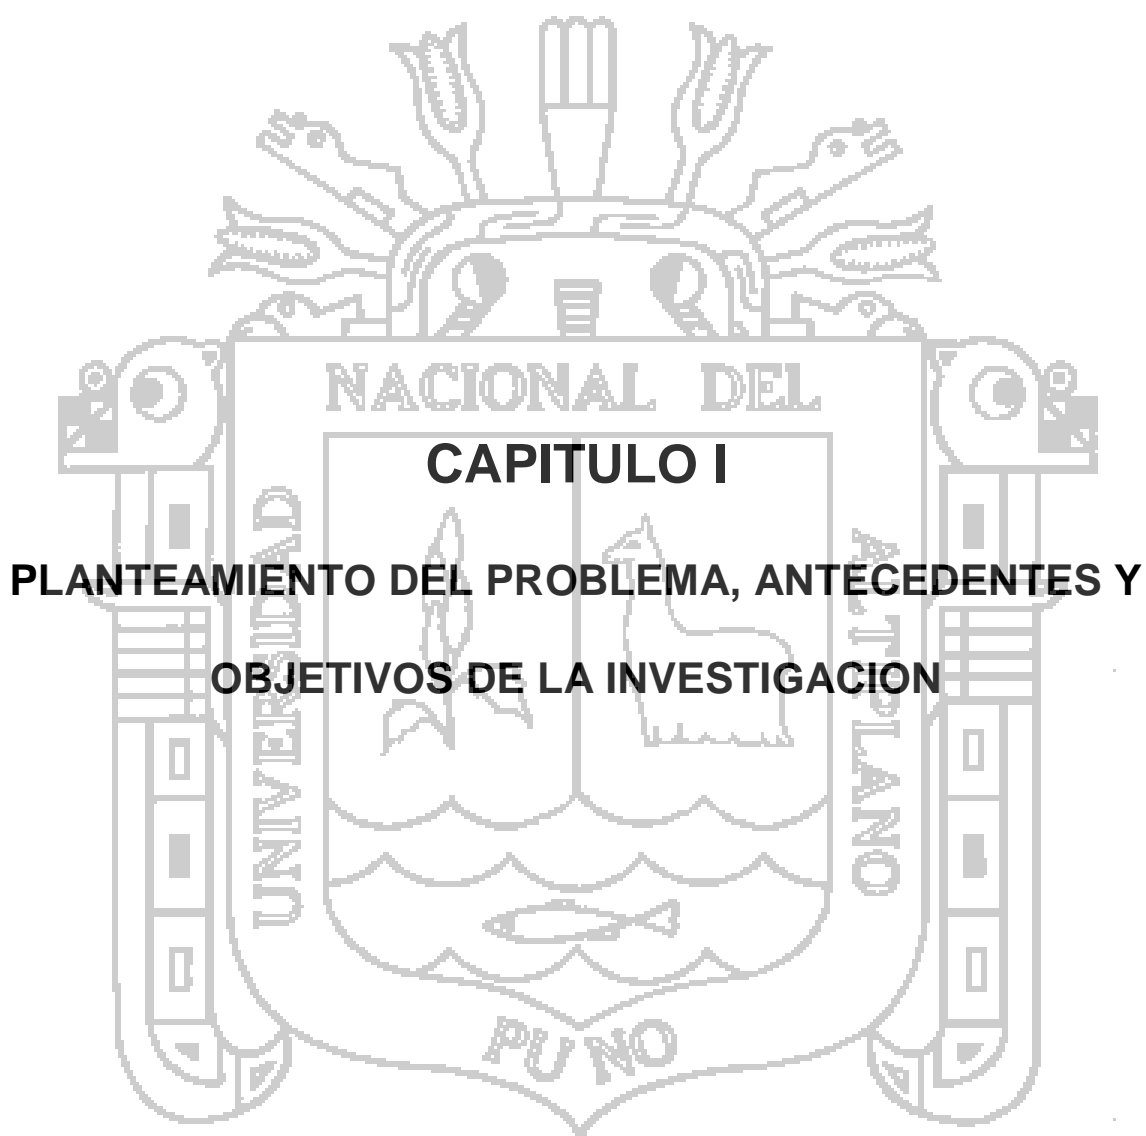 NACIONAL DEL
CAPITULO I
UNIVERSIDAD
ALTIPLANO
PLANTEAMIENTO DEL PROBLEMA, ANTECEDENTES Y
OBJETIVOS DE LA INVESTIGACION
PUNO